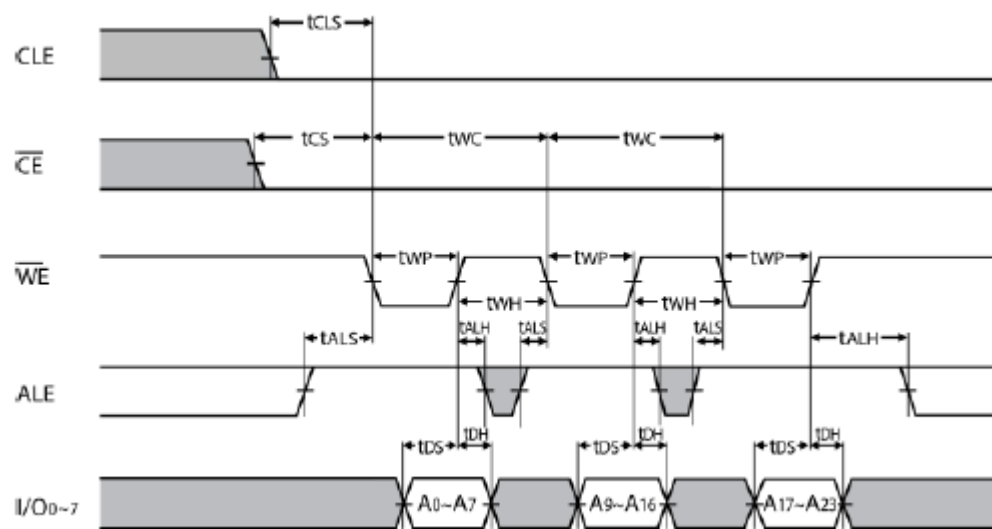 tCLS
CLE
tCS tWC tWC
CE
tWP tWP tWP
WE
tWH tWH
tALS tALH tALS tALH tALS tALH
ALE
tDS tDH tDS tDH tDS tDH
I/O0~7 A0~A7 A9~A16 A17~A23